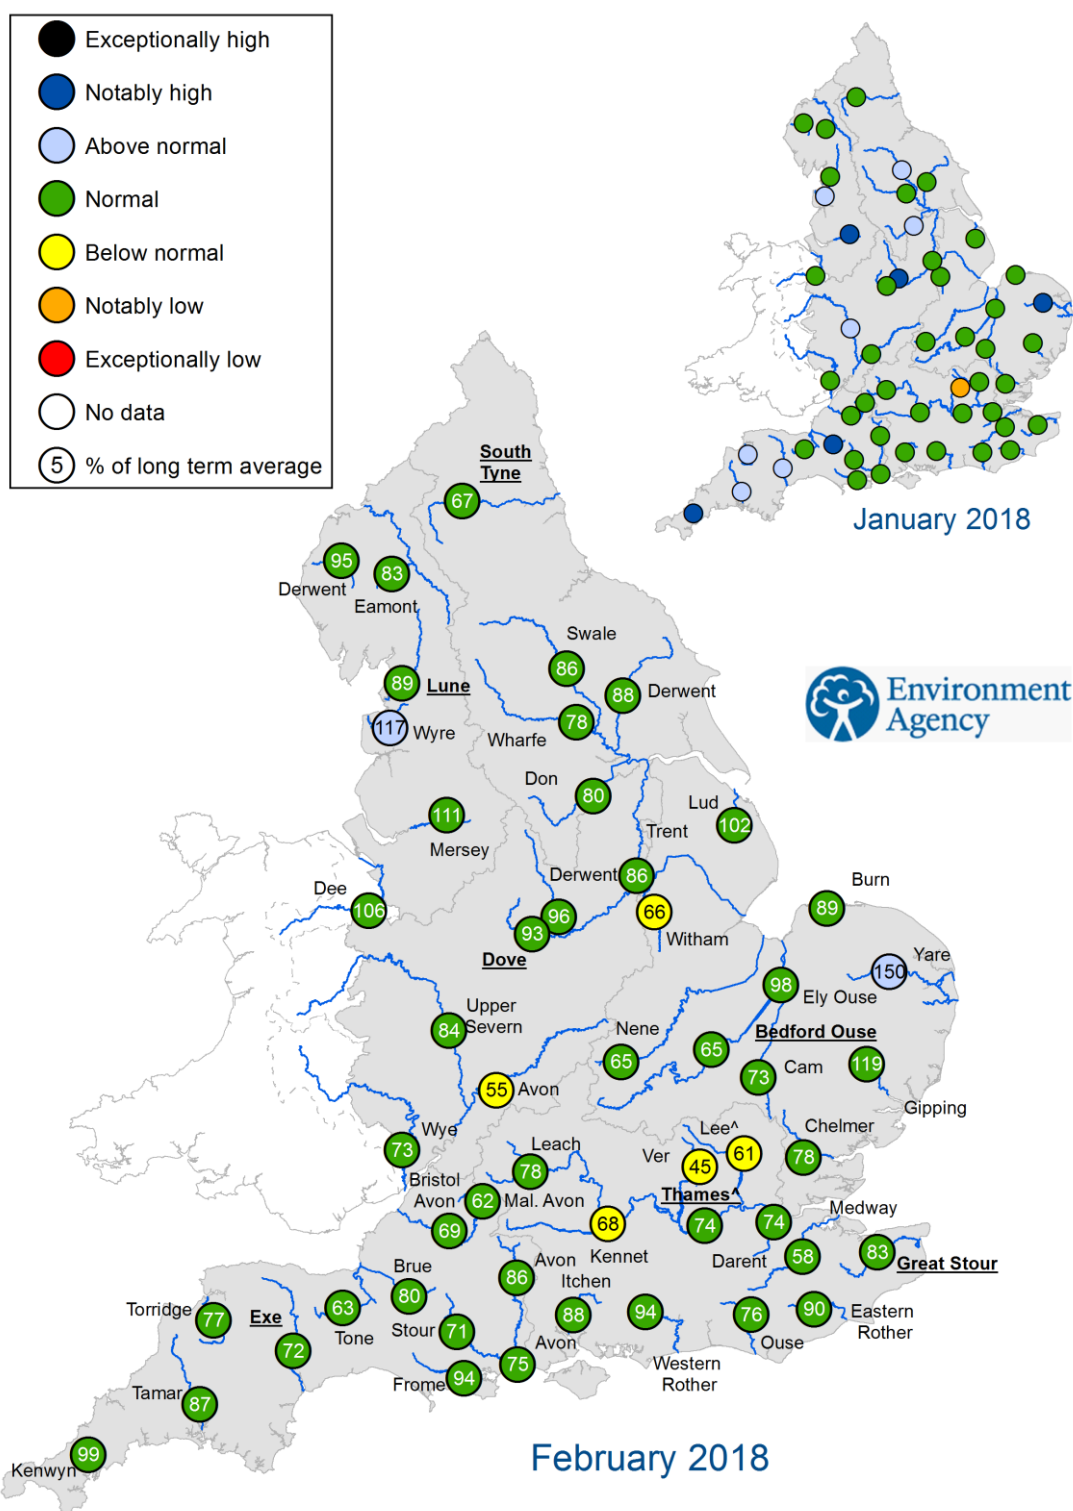 Exceptionally high
Notably high
Above normal
Normal
Below normal
Notably low
Exceptionally low
No data
5 % of long term average
January 2018
South
Tyne
67
95
83
Derwent
Eamont
Swale
86
89
Lune
88
Derwent
117
Wyre
78
Wharfe
Environment
Agency
Don
80
Lud
102
111
Mersey
Trent
Derwent
86
Dee
106
Burn
89
96
93
66
Witham
Dove
Yare
150
98
Ely Ouse
Upper
Severn
84
Nene
65
Bedford Ouse
65
73
Cam
119
Gipping
55
Avon
Wye
73
Leach
78
Lee^
61
Ver
45
Chelmer
78
Bristol
Avon
62
Mal. Avon
69
Thames^
74
74
Medway
68
Kennet
Darent
58
83
Great Stour
Brue
80
Avon
86
Itchen
88
94
Western
Rother
76
Ouse
90
Eastern
Rother
Torridge
77
Exe
72
63
Tone
Stour
71
Avon
75
Frome
94
Tamar
87
Kenwyn
99
February 2018